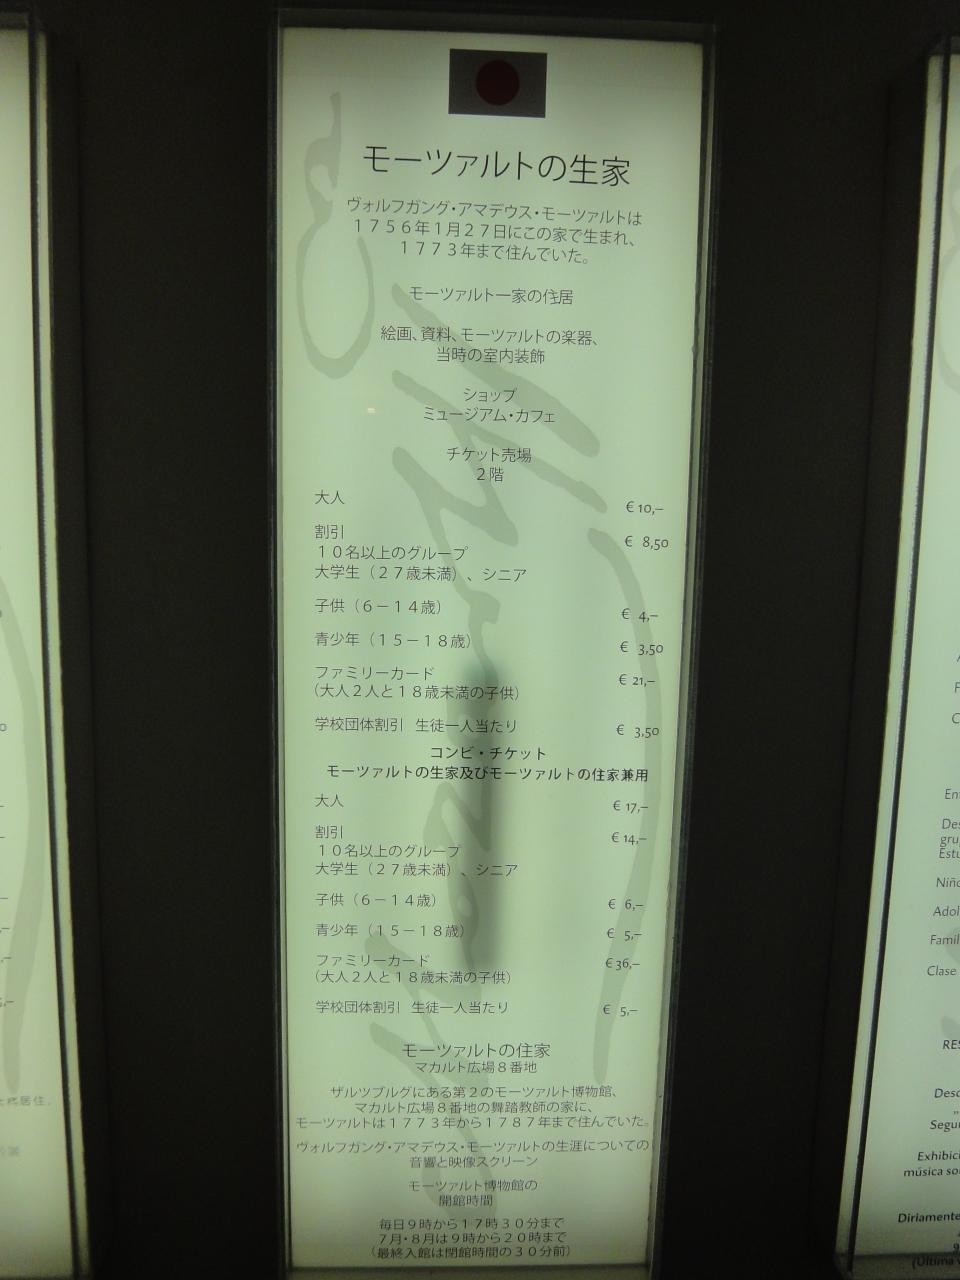 モーツァルトの生家
ヴォルフガング・アマデウス・モーツァルトは
１７５６年１月２７日にこの家で生まれ、
１７７３年まで住んでいた。
モーツァルト一家の住居
絵画、資料、モーツァルトの楽器、
当時の室内装飾
ショップ
ミュージアム・カフェ
チケット売場
２階
大人 € 10,–
割引 € 8,50
１０名以上のグループ
大学生（２７歳未満）、シニア
子供（６－１４歳） € 4,–
青少年（１５－１８歳） € 3,50
ファミリーカード € 21,–
（大人２人と１８歳未満の子供）
学校団体割引 生徒一人当たり € 3,50
コンビ・チケット
モーツァルトの生家及びモーツァルトの住家兼用
大人 € 17,–
割引 € 14,–
１０名以上のグループ
大学生（２７歳未満）、シニア
子供（６－１４歳） € 6,–
青少年（１５－１８歳） € 5,–
ファミリーカード € 36,–
（大人２人と１８歳未満の子供）
学校団体割引 生徒一人当たり € 5,–
モーツァルトの住家
マカルト広場８番地
ザルツブルグにある第２のモーツァルト博物館、
マカルト広場８番地の舞踏教師の家に、
モーツァルトは１７７３年から１７８７年まで住んでいた。
ヴォルフガング・アマデウス・モーツァルトの生涯についての
音響と映像スクリーン
モーツァルト博物館の
開館時間
毎日９時から１７時３０分まで
７月・８月は９時から２０時まで
（最終入館は閉館時間の３０分前）
Niño
Famil
Clase
RES
Segu
Exhibici
música so
Diriamente
(Última